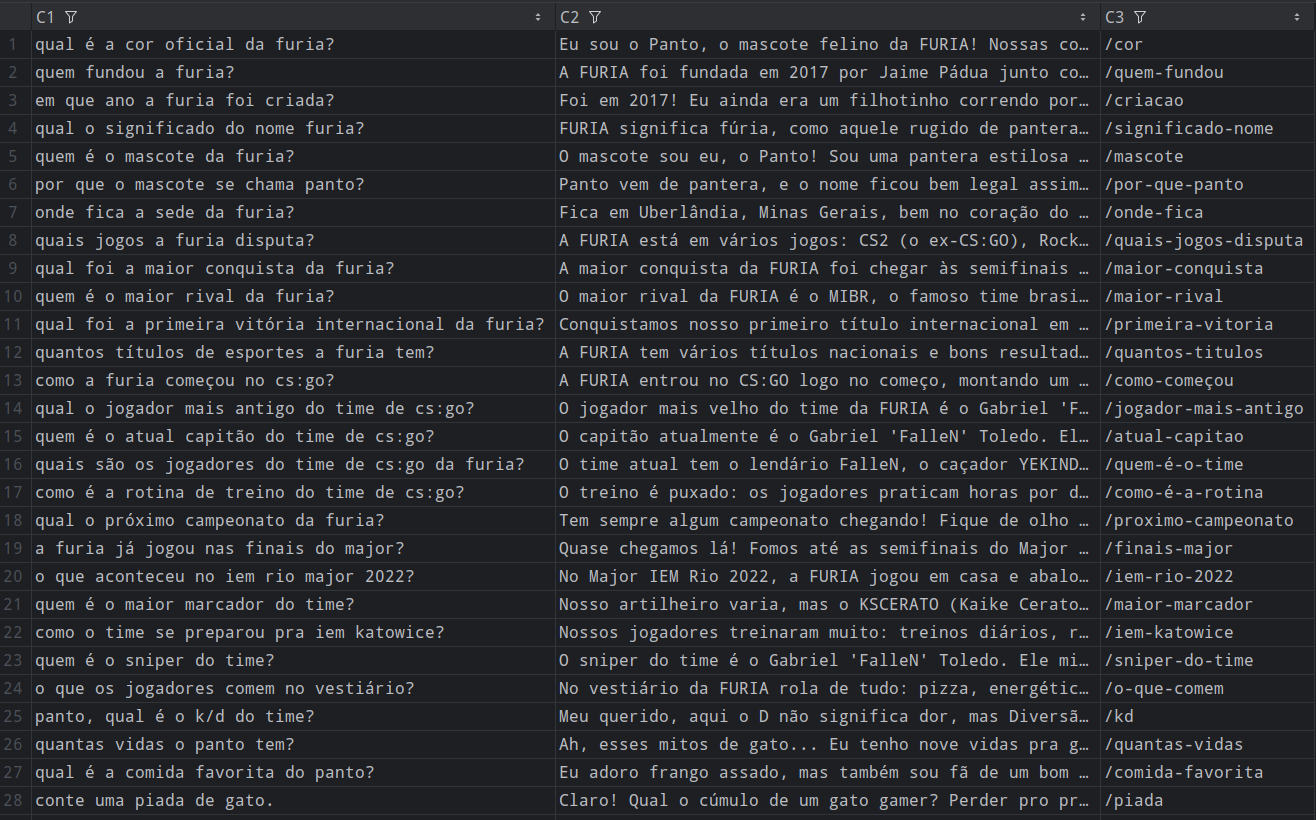 C1 C2 C3
1 qual é a cor oficial da furia? Eu sou o Panto, o mascote felino da FURIA! Nossas co… /cor
2 quem fundou a furia? A FURIA foi fundada em 2017 por Jaime Pádua junto co… /quem-fundou
3 em que ano a furia foi criada? Foi em 2017! Eu ainda era um filhotinho correndo por… /criacao
4 qual o significado do nome furia? FURIA significa fúria, como aquele rugido de pantera… /significado-nome
5 quem é o mascote da furia? O mascote sou eu, o Panto! Sou uma pantera estilosa … /mascote
6 por que o mascote se chama panto? Panto vem de pantera, e o nome ficou bem legal assim… /por-que-panto
7 onde fica a sede da furia? Fica em Uberlândia, Minas Gerais, bem no coração do … /onde-fica
8 quais jogos a furia disputa? A FURIA está em vários jogos: CS2 (o ex-CS:GO), Rock… /quais-jogos-disputa
9 qual foi a maior conquista da furia? A maior conquista da FURIA foi chegar às semifinais … /maior-conquista
10 quem é o maior rival da furia? O maior rival da FURIA é o MIBR, o famoso time brasi… /maior-rival
11 qual foi a primeira vitória internacional da furia? Conquistamos nosso primeiro título internacional em … /primeira-vitoria
12 quantos títulos de esportes a furia tem? A FURIA tem vários títulos nacionais e bons resultad… /quantos-titulos
13 como a furia começou no cs:go? A FURIA entrou no CS:GO logo no começo, montando um … /como-começou
14 qual o jogador mais antigo do time de cs:go? O jogador mais velho do time da FURIA é o Gabriel 'F… /jogador-mais-antigo
15 quem é o atual capitão do time de cs:go? O capitão atualmente é o Gabriel 'FalleN' Toledo. El… /atual-capitao
16 quais são os jogadores do time de cs:go da furia? O time atual tem o lendário FalleN, o caçador YEKIND… /quem-é-o-time
17 como é a rotina de treino do time de cs:go? O treino é puxado: os jogadores praticam horas por d… /como-é-a-rotina
18 qual o próximo campeonato da furia? Tem sempre algum campeonato chegando! Fique de olho … /proximo-campeonato
19 a furia já jogou nas finais do major? Quase chegamos lá! Fomos até as semifinais do Major … /finais-major
20 o que aconteceu no iem rio major 2022? No Major IEM Rio 2022, a FURIA jogou em casa e abalo… /iem-rio-2022
21 quem é o maior marcador do time? Nosso artilheiro varia, mas o KSCERATO (Kaike Cerato… /maior-marcador
22 como o time se preparou pra iem katowice? Nossos jogadores treinaram muito: treinos diários, r… /iem-katowice
23 quem é o sniper do time? O sniper do time é o Gabriel 'FalleN' Toledo. Ele mi… /sniper-do-time
24 o que os jogadores comem no vestiário? No vestiário da FURIA rola de tudo: pizza, energétic… /o-que-comem
25 panto, qual é o k/d do time? Meu querido, aqui o D não significa dor, mas Diversã… /kd
26 quantas vidas o panto tem? Ah, esses mitos de gato... Eu tenho nove vidas pra g… /quantas-vidas
27 qual é a comida favorita do panto? Eu adoro frango assado, mas também sou fã de um bom … /comida-favorita
28 conte uma piada de gato. Claro! Qual o cúmulo de um gato gamer? Perder pro pr… /piada